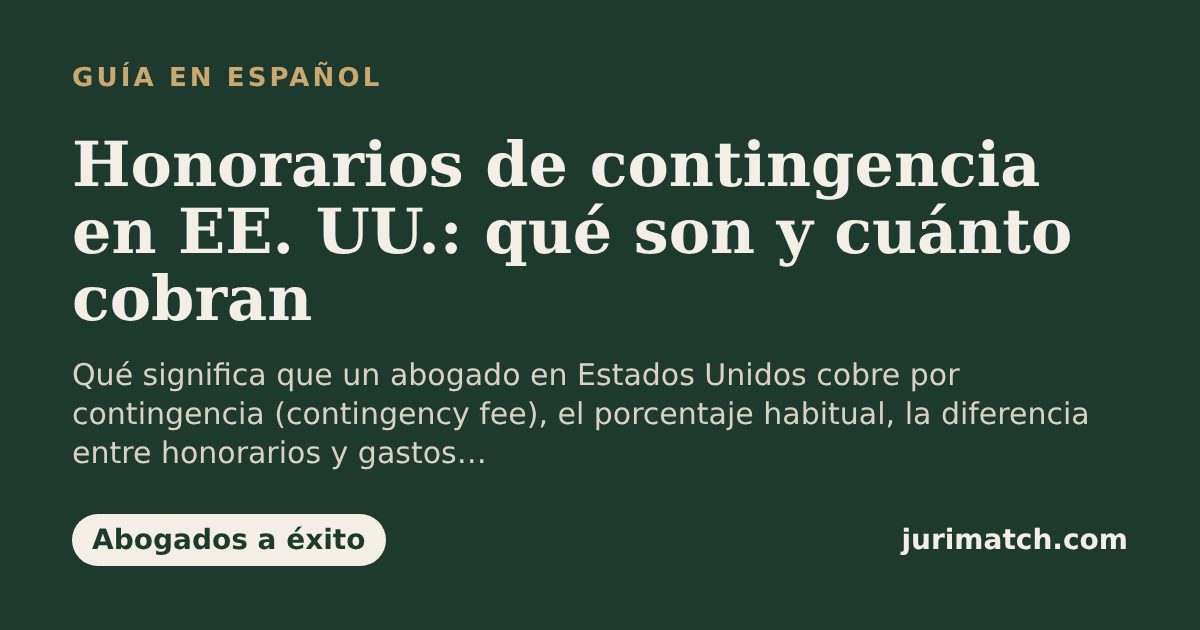 GUÍA EN ESPAÑOL
Honorarios de contingencia
en EE. UU.: qué son y cuánto
cobran
Qué significa que un abogado en Estados Unidos cobre por
contingencia (contingency fee), el porcentaje habitual, la diferencia
entre honorarios y gastos…
Abogados a éxito
jurimatch.com